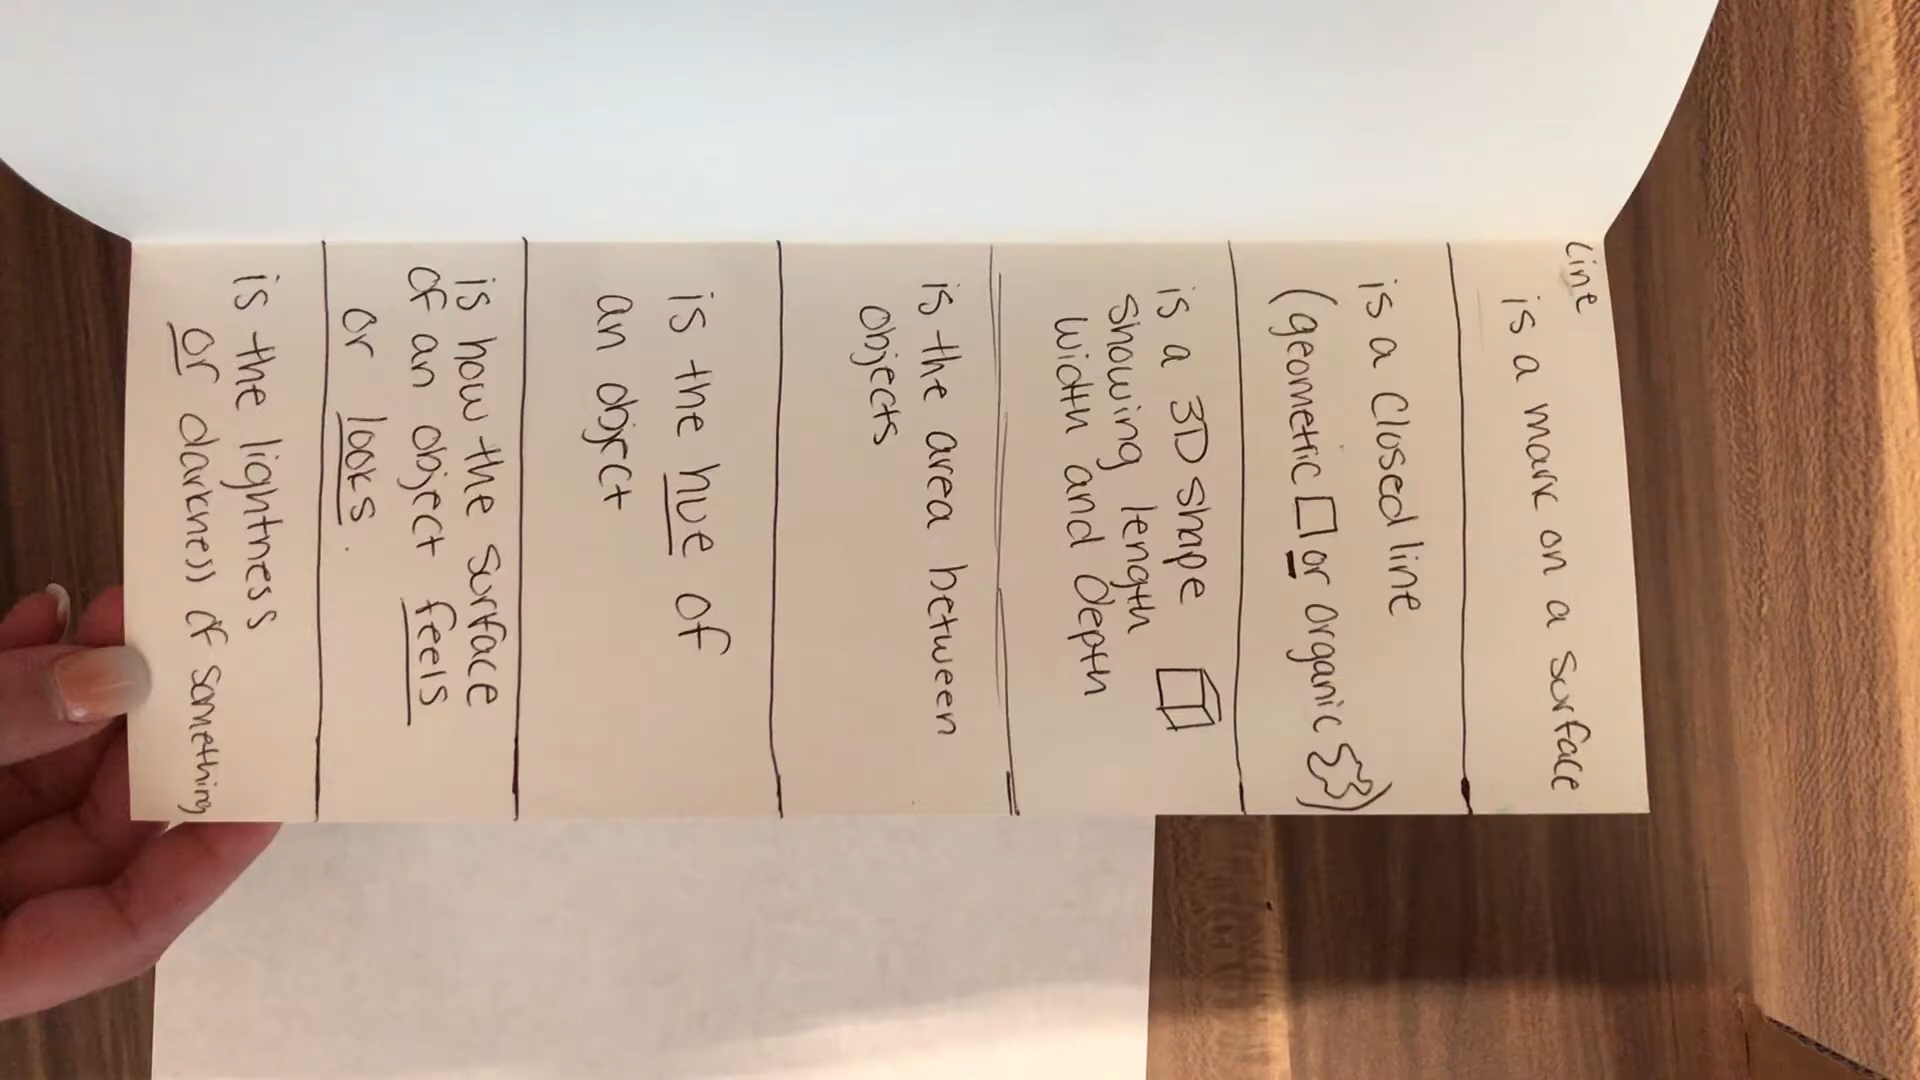 Line
is a mark on a surface
is a closed line
(geometric or organic )
is a 3D shape
showing length
width and depth
is the area between
objects
is the hue of
an object
is how the surface
of an object feels
or looks.
is the lightness
or darkness of something